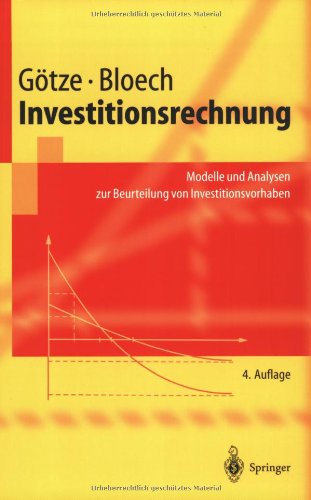 Urheberrechtlich geschütztes Material
Götze · Bloech
Investitionsrechnung
Modelle und Analysen
zur Beurteilung von Investitionsvorhaben
4. Auflage
Springer
Urheberrechtlich geschütztes Material